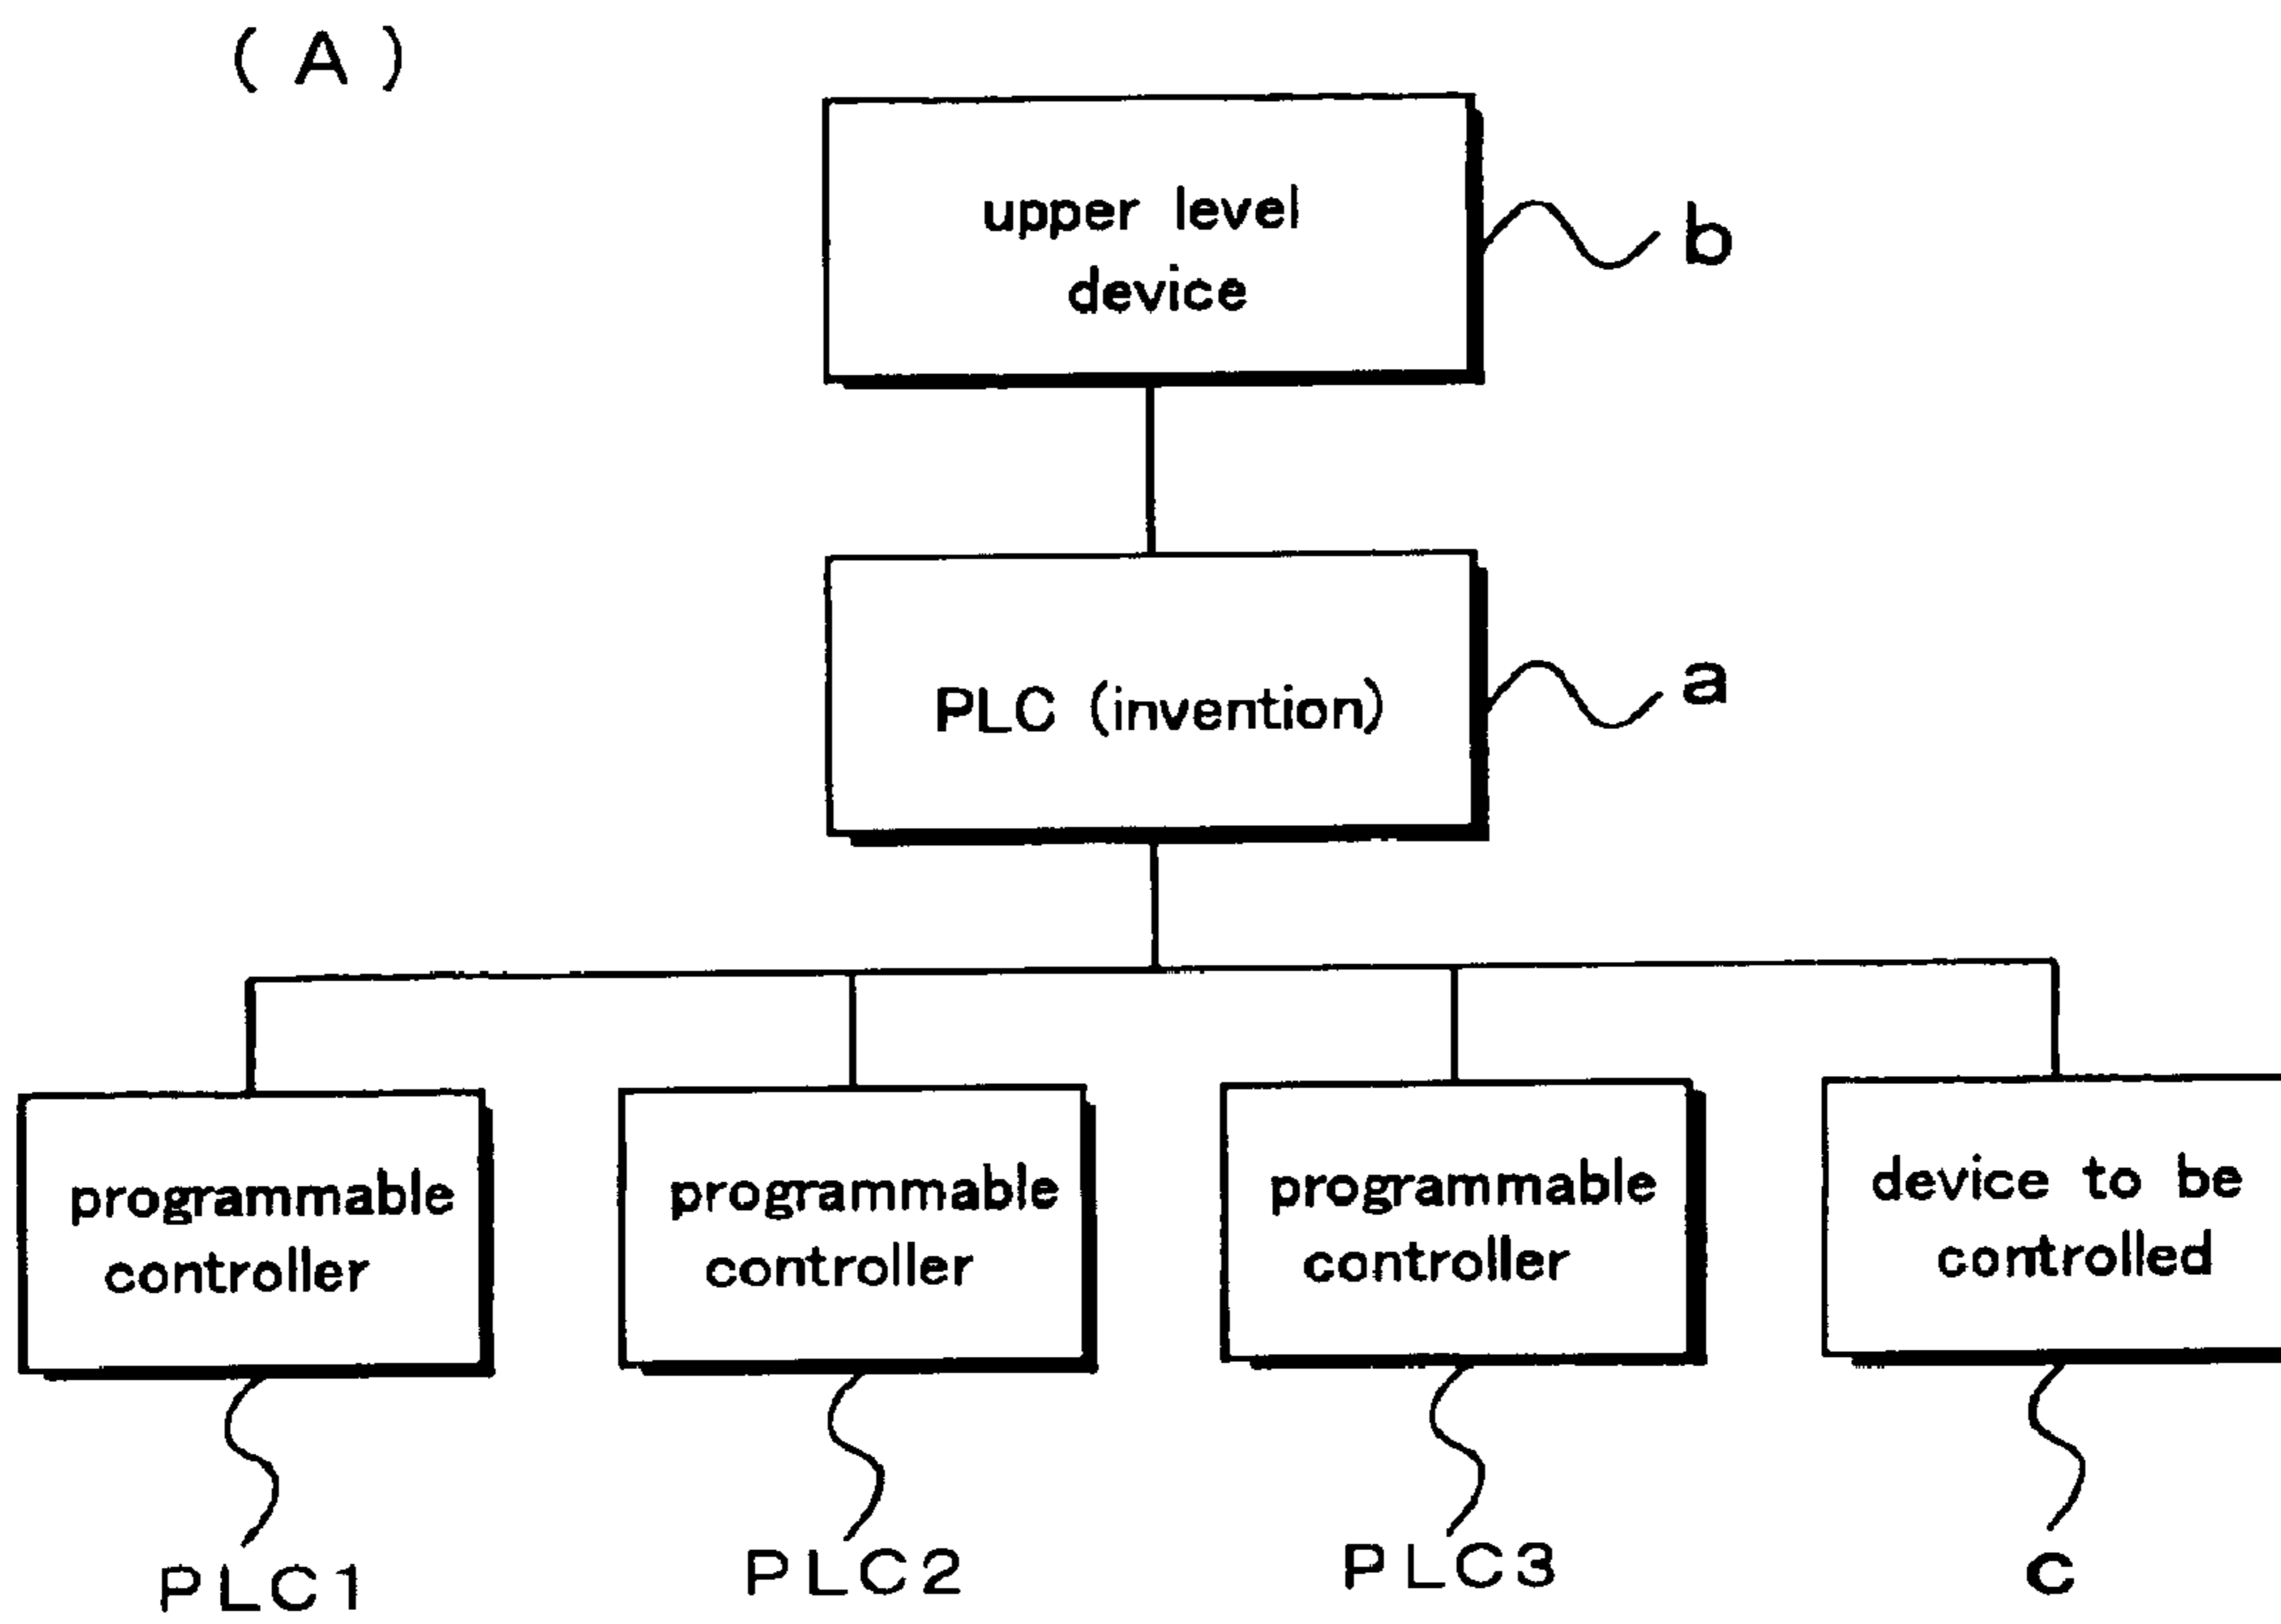 ( A )
upper level
device
b
PLC (invention)
a
programmable
controller
programmable
controller
programmable
controller
device to be
controlled
PLC1
PLC2
PLC3
c